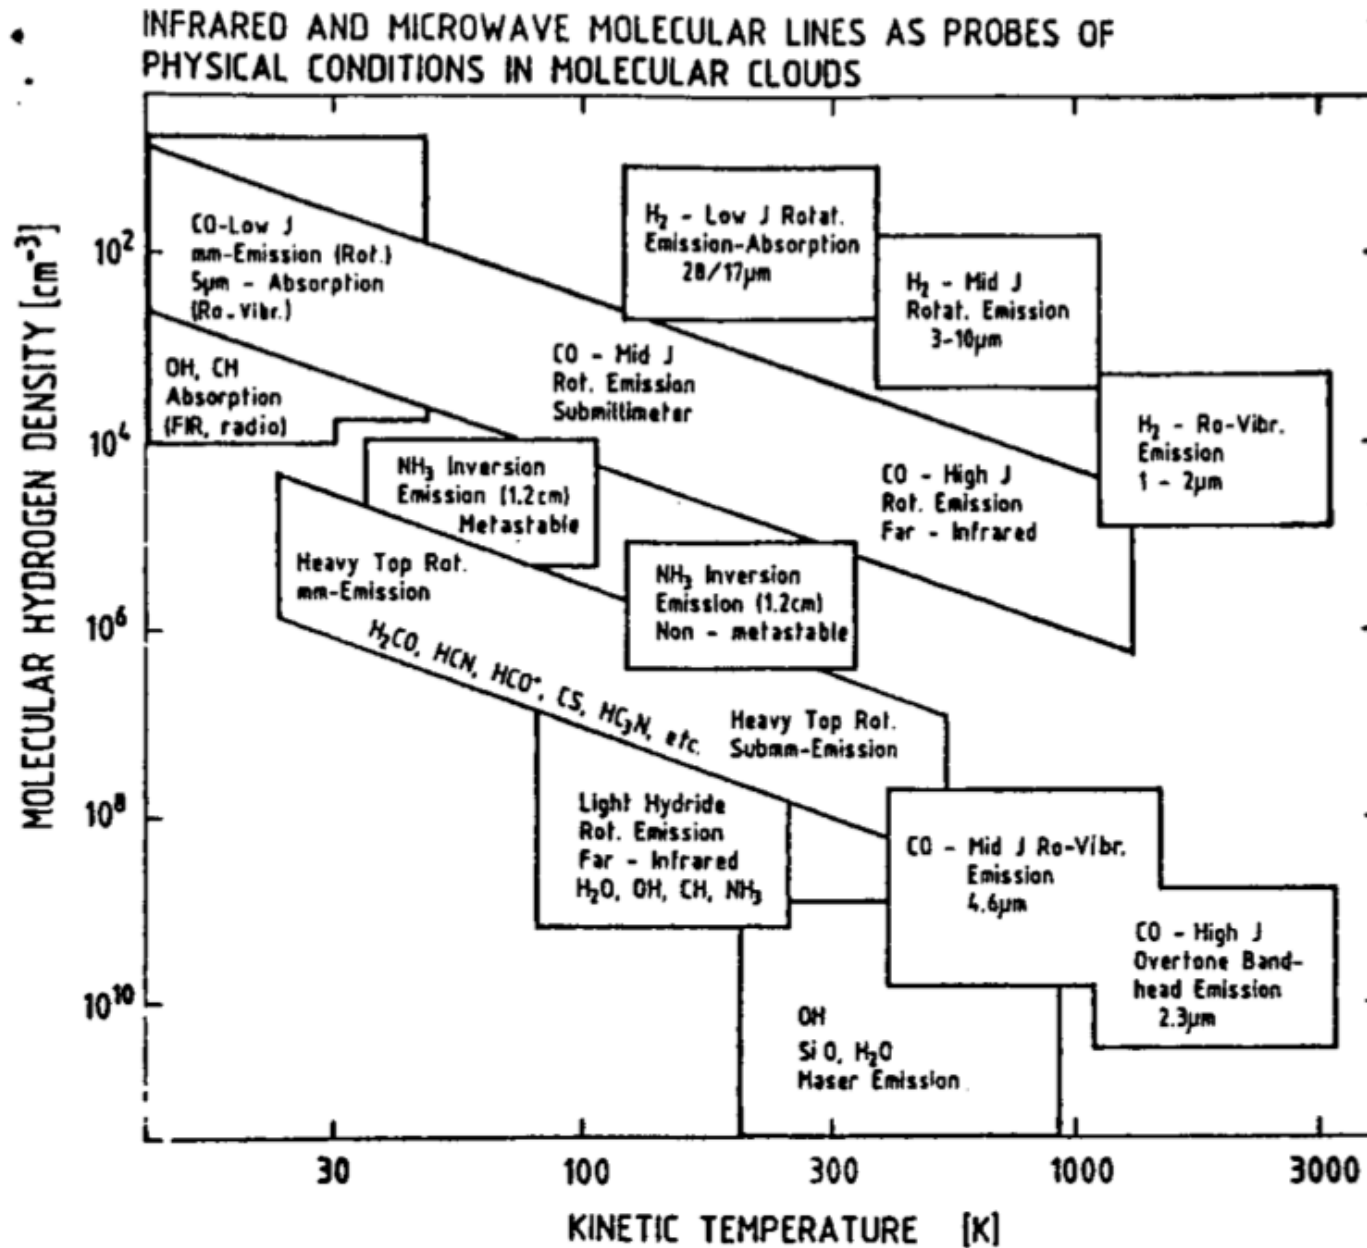 INFRARED AND MICROWAVE MOLECULAR LINES AS PROBES OF
PHYSICAL CONDITIONS IN MOLECULAR CLOUDS
MOLECULAR HYDROGEN DENSITY [cm⁻³]
10²
10⁴
10⁶
10⁸
10¹⁰
CO-Low J
mm-Emission (Rot.)
5μm - Absorption
(Ro-Vibr.)
H₂ - Low J Rotat.
Emission-Absorption
28/17μm
H₂ - Mid J
Rotat. Emission
3-10μm
OH, CH
Absorption
(FIR, radio)
CO - Mid J
Rot. Emission
Submillimeter
H₂ - Ro-Vibr.
Emission
1 - 2μm
NH₃ Inversion
Emission (1.2cm)
Metastable
CO - High J
Rot. Emission
Far - Infrared
Heavy Top Rot.
mm-Emission
NH₃ Inversion
Emission (1.2cm)
Non - metastable
H₂CO, HCN, HCO⁺, CS, HC₃N, etc.
Heavy Top Rot.
Submm-Emission
Light Hydride
Rot. Emission
Far - Infrared
H₂O, OH, CH, NH₃
CO - Mid J Ro-Vibr.
Emission
4.6μm
CO - High J
Overtone Band-
head Emission
2.3μm
OH
SiO, H₂O
Maser Emission
30
100
300
1000
3000
KINETIC TEMPERATURE [K]